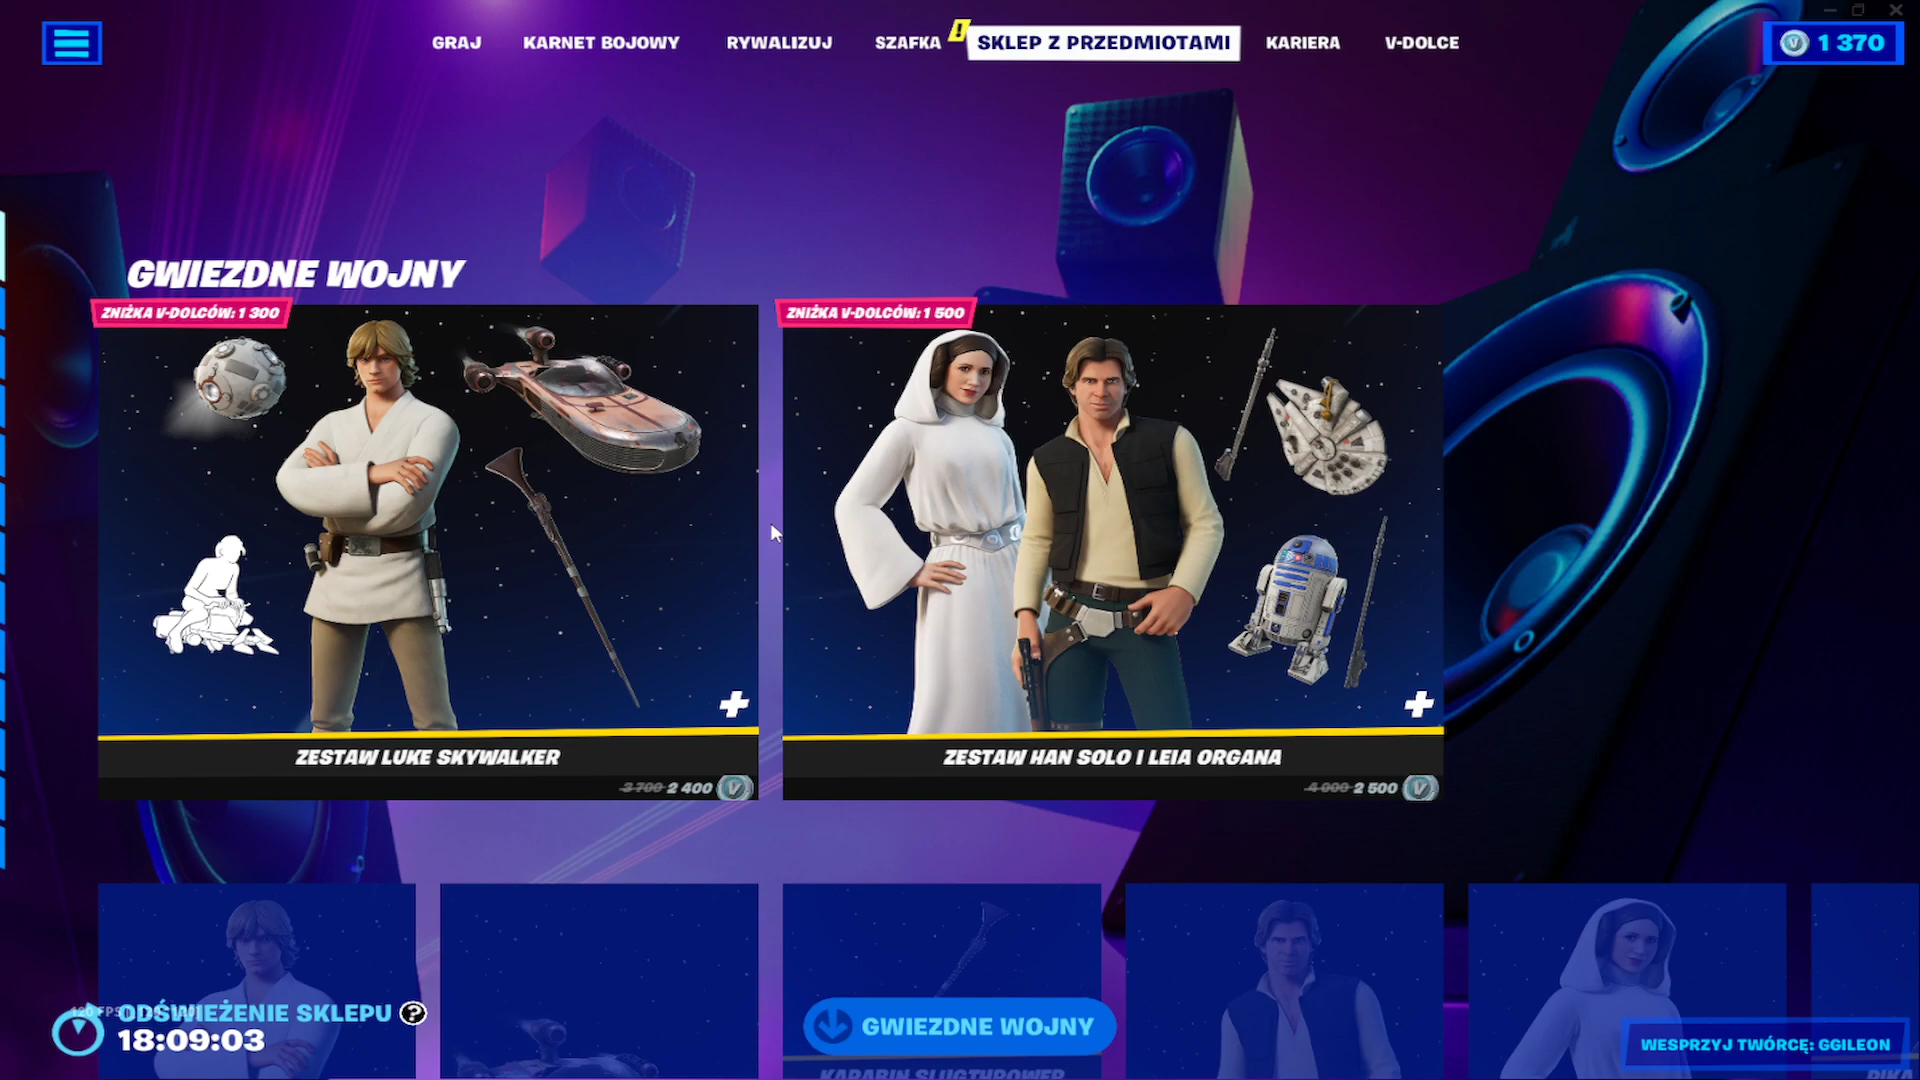 GRAJ
KARNET BOJOWY
RYWALIZUJ
SZAFKA
SKLEP Z PRZEDMIOTAMI
KARIERA
V-DOLCE
1 370
GWIEZDNE WOJNY
ZNIŻKA V-DOLCÓW: 1 300
ZNIŻKA V-DOLCÓW: 1 500
ZESTAW LUKE SKYWALKER
3 700 2 400
ZESTAW HAN SOLO I LEIA ORGANA
4 000 2 500
ODŚWIEŻENIE SKLEPU ?
18:09:03
GWIEZDNE WOJNY
WESPRZYJ TWÓRCĘ: GGILEON
KARABIN SLUGTHROWER